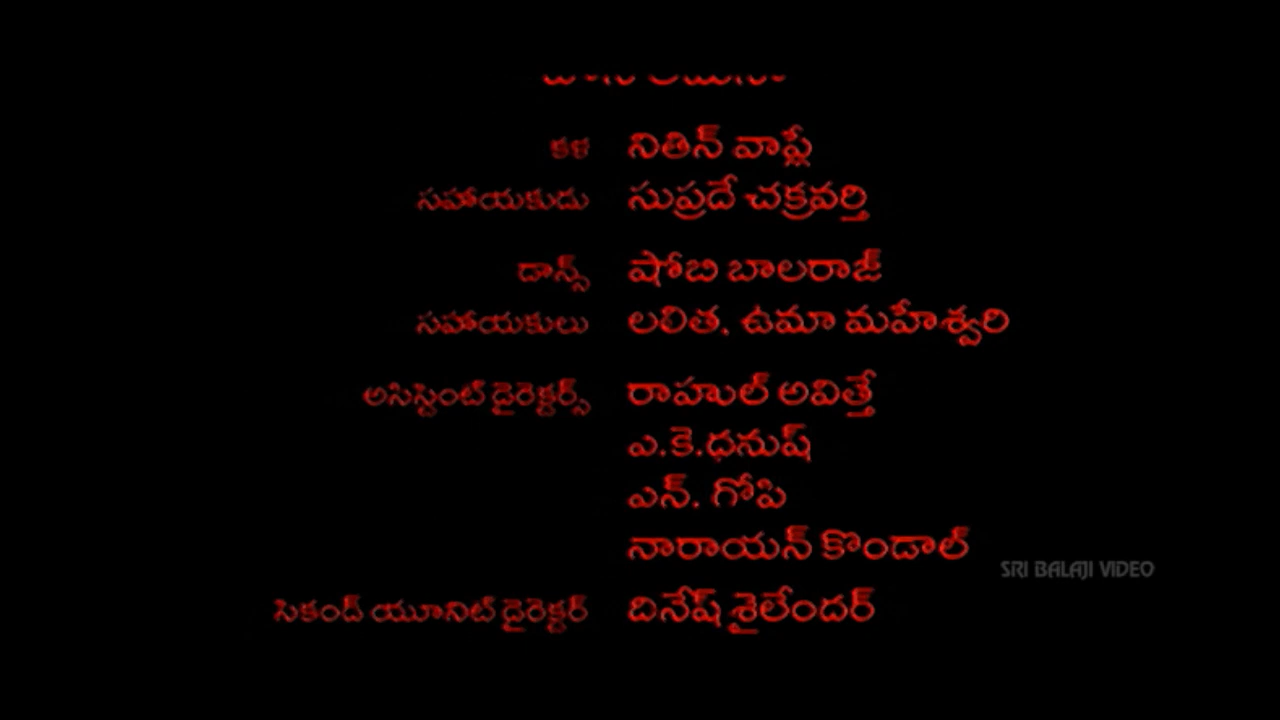 కళ నితిన్ వాప్లే
సహాయకుడు సుప్రదే చక్రవర్తి
డాన్స్ షోబి బాలరాజ్
సహాయకులు లలిత. ఉమా మహేశ్వరి
అసిస్టెంట్ డైరెక్టర్స్ రాహుల్ అవిత్తే
ఎ.కె.ధనుష్
ఎన్. గోపి
నారాయన్ కొండాల్
SRI BALAJI VIDEO
సెకండ్ యూనిట్ డైరెక్టర్ దినేష్ శైలేందర్